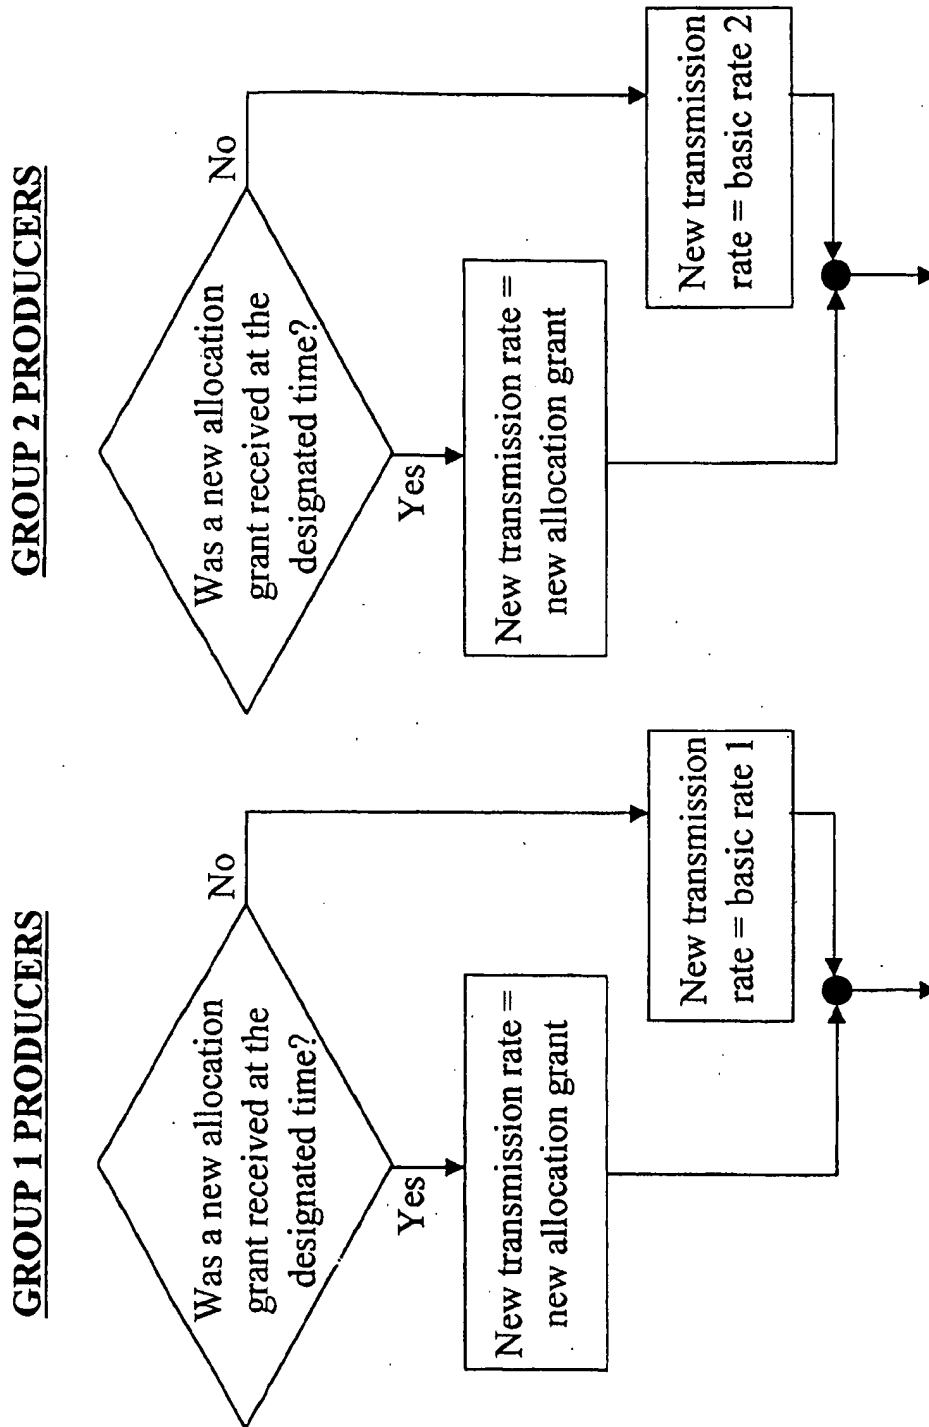 GROUP 1 PRODUCERS
Was a new allocation
grant received at the
designated time?
No
Yes
New transmission rate =
new allocation grant
New transmission
rate = basic rate 1
GROUP 2 PRODUCERS
Was a new allocation
grant received at the
designated time?
No
Yes
New transmission rate =
new allocation grant
New transmission
rate = basic rate 2